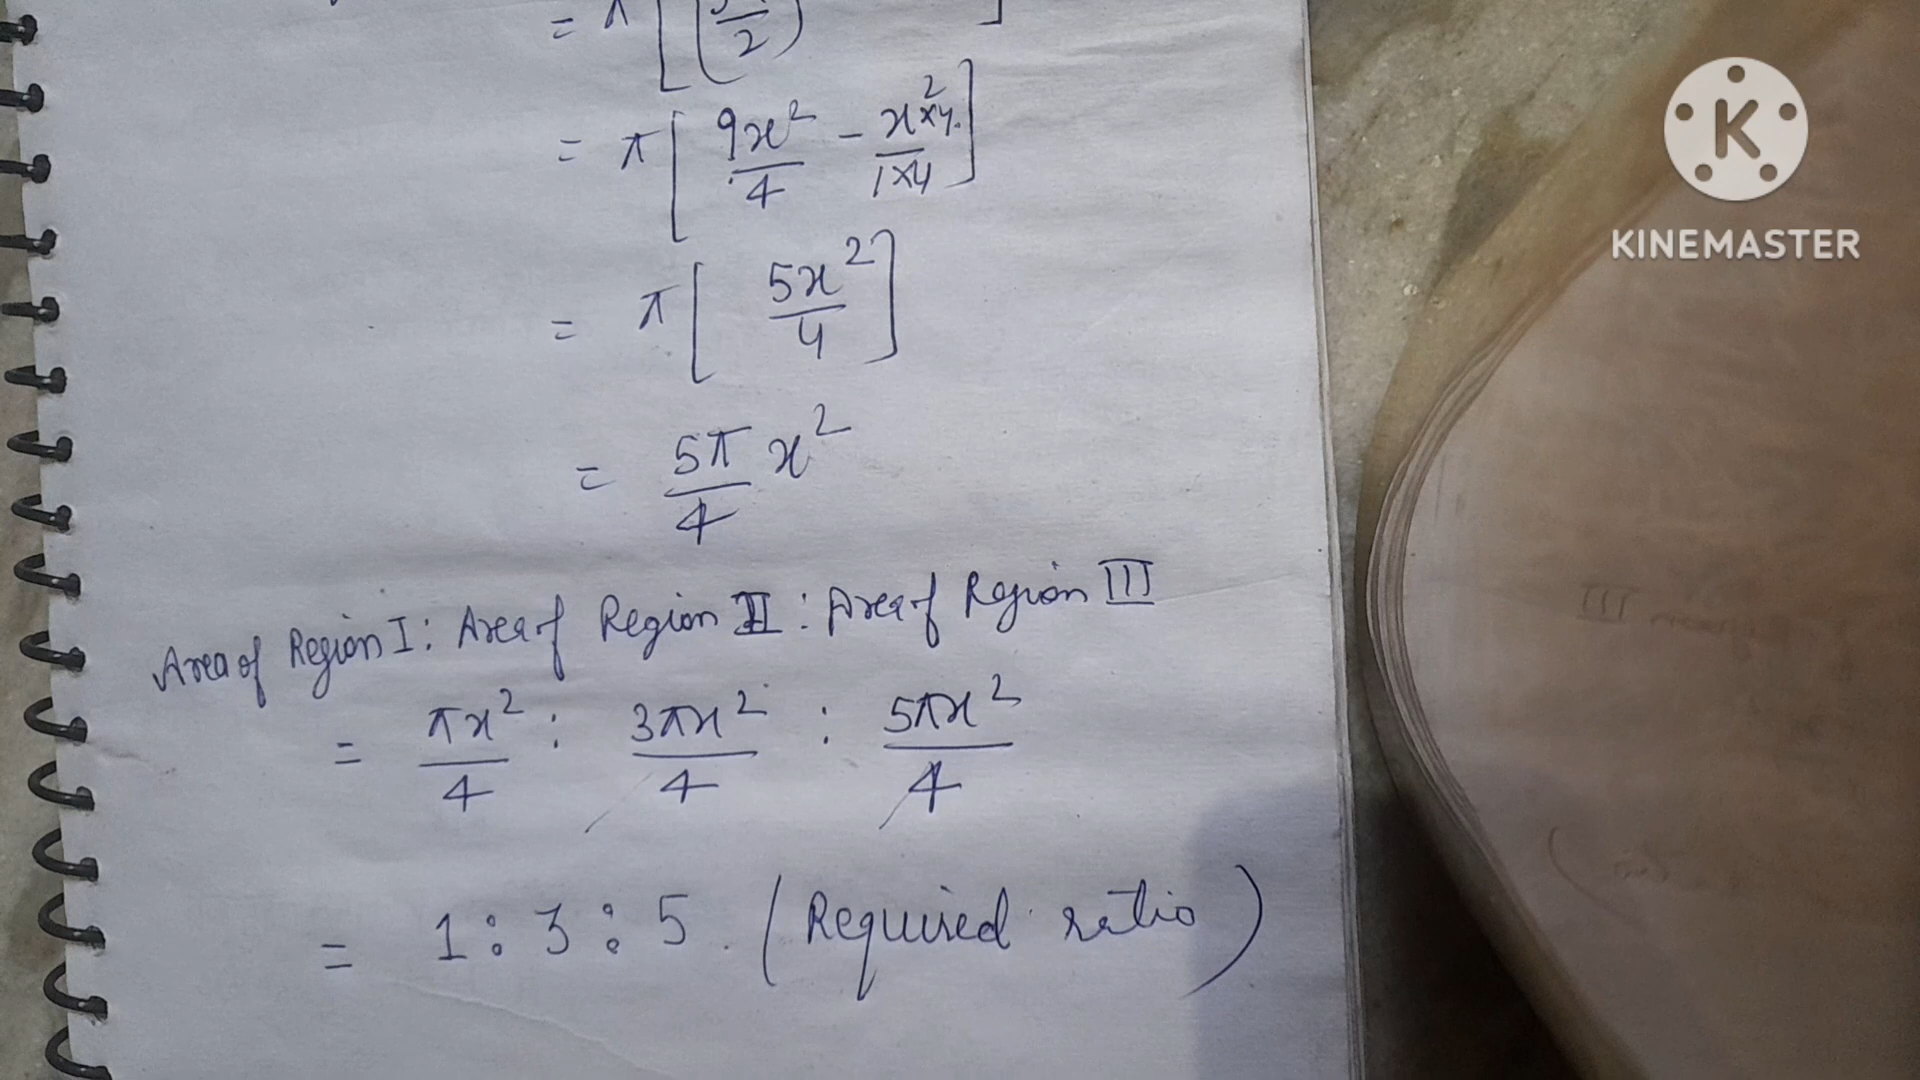 = π [ ( /2 ) ]
= π [ 9x²/4 - x²×4/1×4 ]
= π [ 5x²/4 ]
= 5π/4 x²
Area of Region I : Area of Region II : Area of Region III
= πx²/4 : 3πx²/4 : 5πx²/4
= 1 : 3 : 5. (Required ratio)
K
KINEMASTER